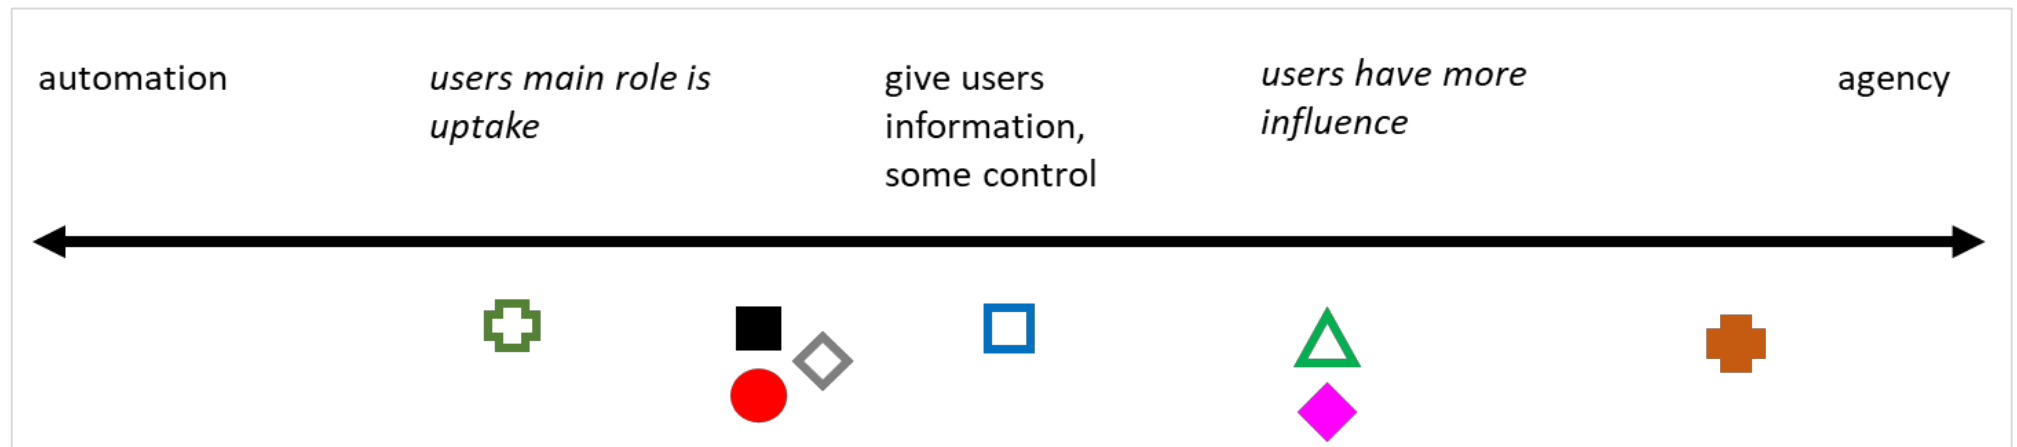 automation
users main role is
uptake
give users
information,
some control
users have more
influence
agency